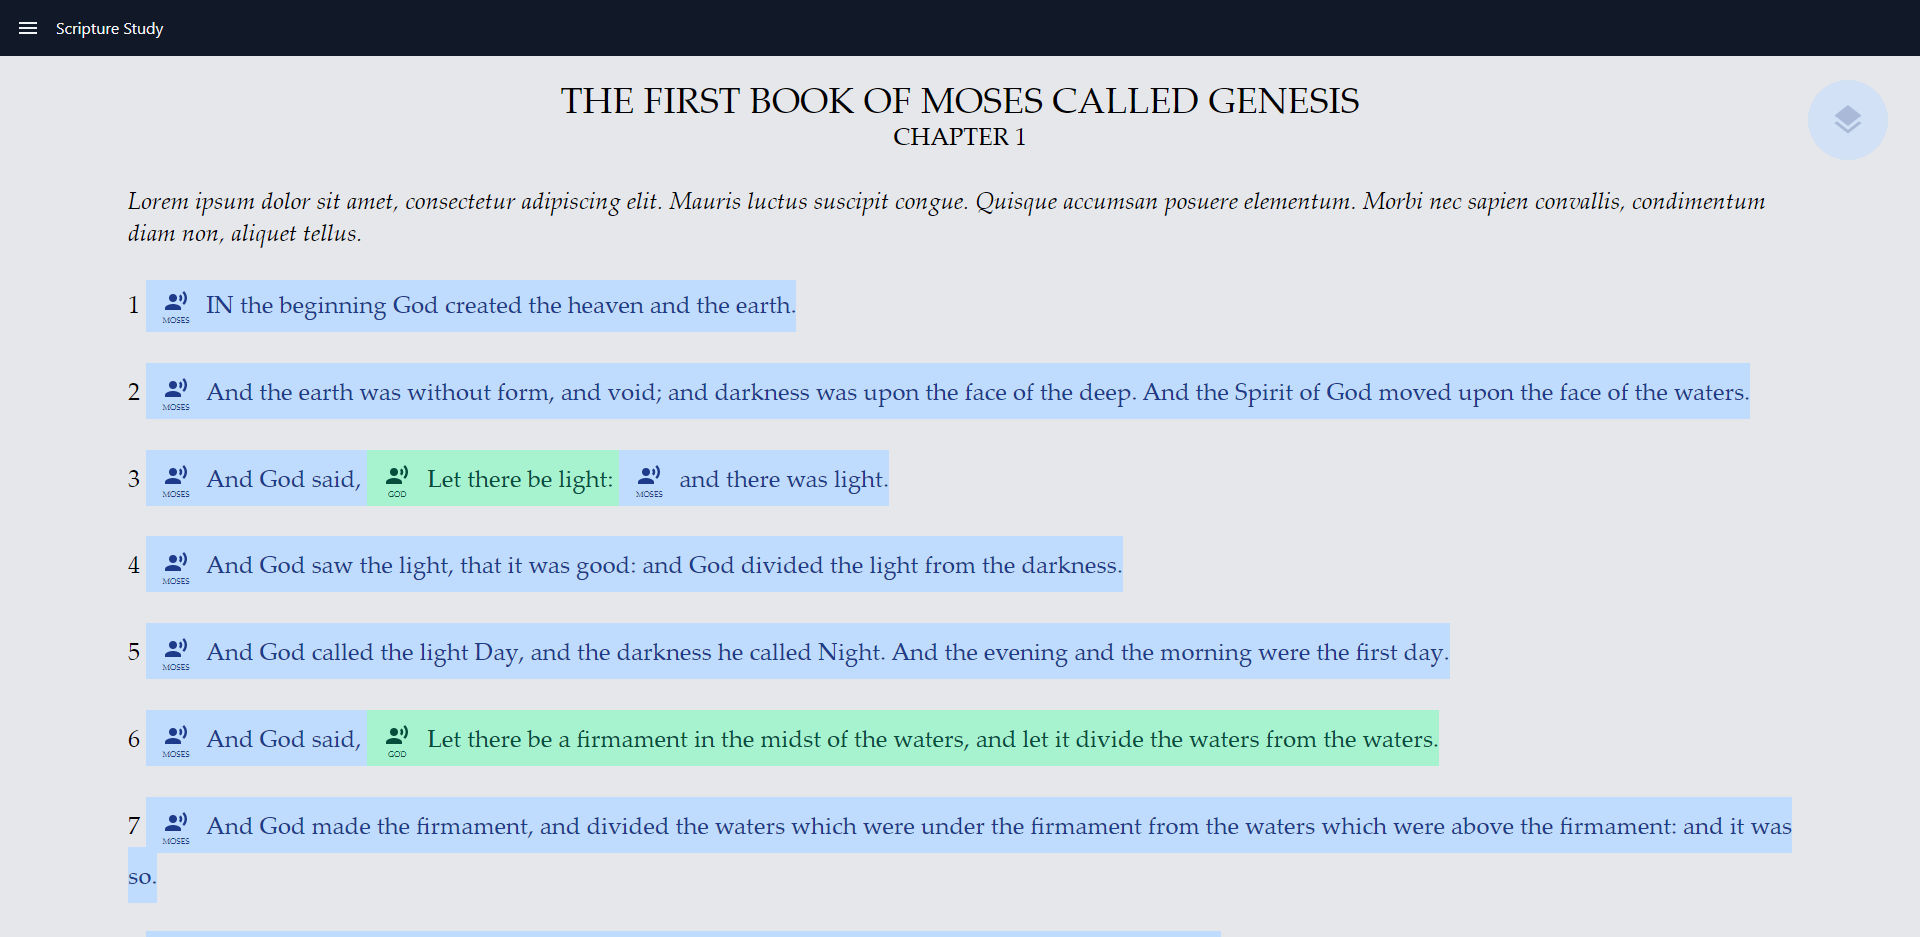 Scripture Study
THE FIRST BOOK OF MOSES CALLED GENESIS
CHAPTER 1
Lorem ipsum dolor sit amet, consectetur adipiscing elit. Mauris luctus suscipit congue. Quisque accumsan posuere elementum. Morbi nec sapien convallis, condimentum
diam non, aliquet tellus.
1 MOSES IN the beginning God created the heaven and the earth.
2 MOSES And the earth was without form, and void; and darkness was upon the face of the deep. And the Spirit of God moved upon the face of the waters.
3 MOSES And God said, GOD Let there be light: MOSES and there was light.
4 MOSES And God saw the light, that it was good: and God divided the light from the darkness.
5 MOSES And God called the light Day, and the darkness he called Night. And the evening and the morning were the first day.
6 MOSES And God said, GOD Let there be a firmament in the midst of the waters, and let it divide the waters from the waters.
7 MOSES And God made the firmament, and divided the waters which were under the firmament from the waters which were above the firmament: and it was
so.